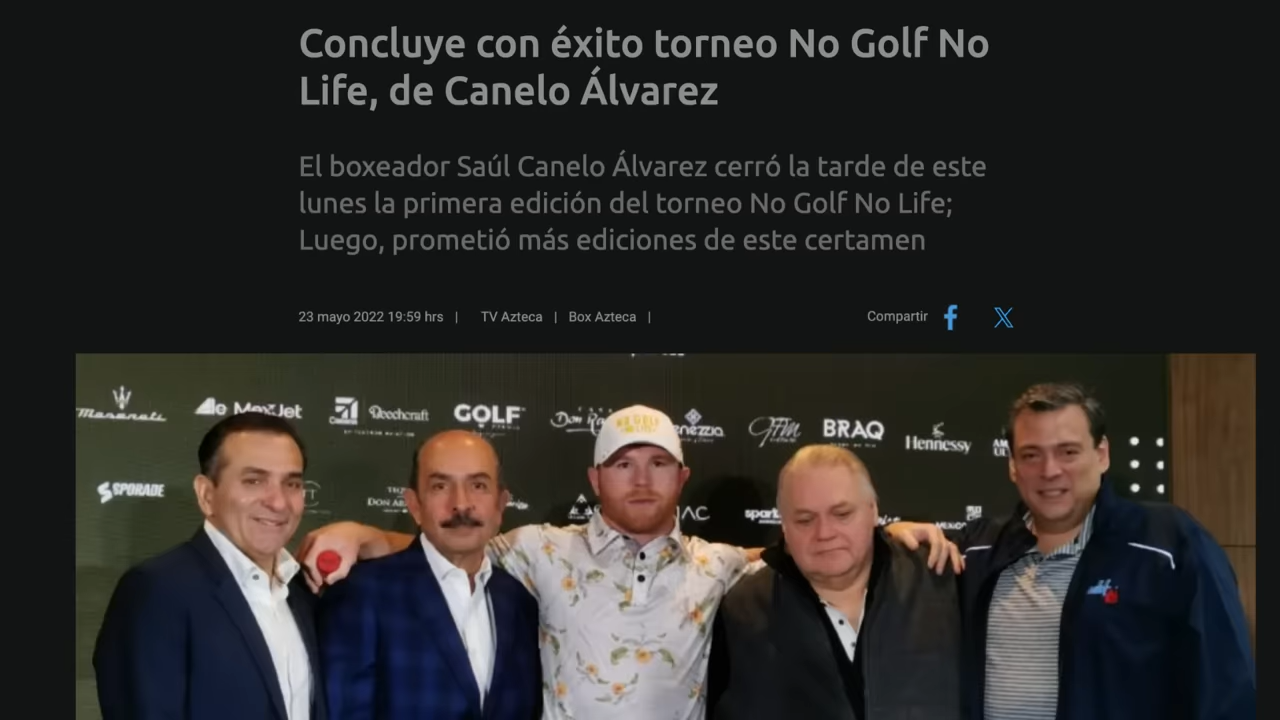 Concluye con éxito torneo No Golf No
Life, de Canelo Álvarez
El boxeador Saúl Canelo Álvarez cerró la tarde de este
lunes la primera edición del torneo No Golf No Life;
Luego, prometió más ediciones de este certamen
23 mayo 2022 19:59 hrs | TV Azteca | Box Azteca | Compartir
Maserati MexJet Beechcraft GOLF BRAQ
Hennessy
NO GOLF
SPORADE